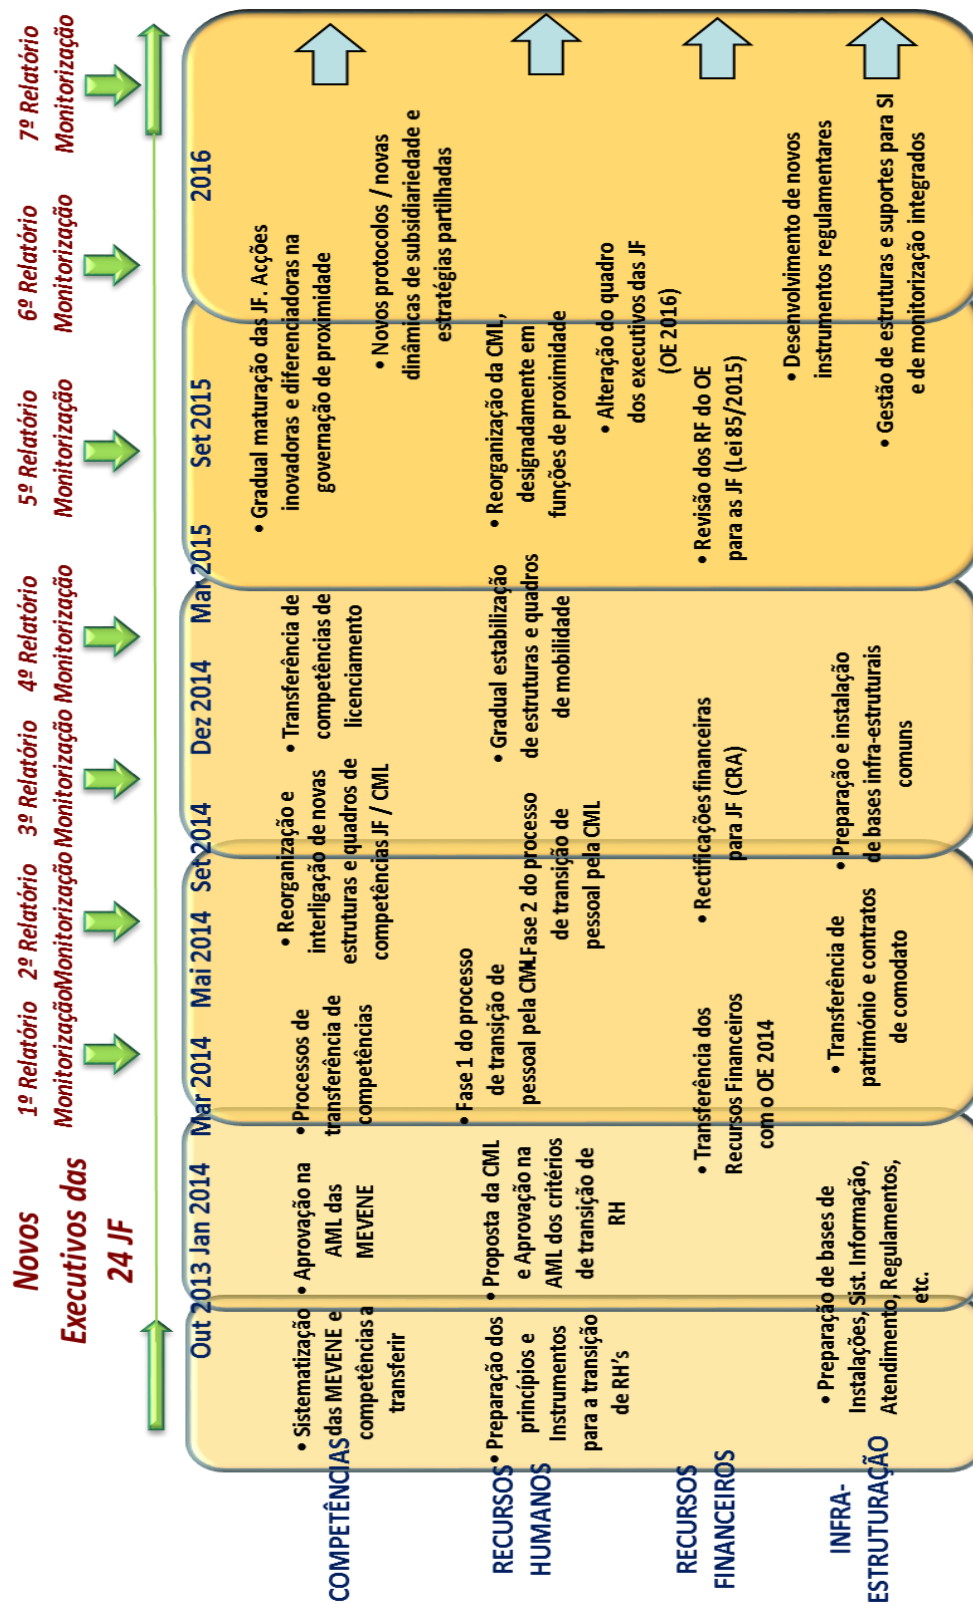 Novos
Executivos das
24 JF
1º Relatório
Monitorização
2º Relatório
Monitorização
3º Relatório
Monitorização
4º Relatório
Monitorização
5º Relatório
Monitorização
6º Relatório
Monitorização
7º Relatório
Monitorização
Out 2013
Jan 2014
Mar 2014
Mai 2014
Set 2014
Dez 2014
Mar 2015
Set 2015
2016
COMPETÊNCIAS
• Sistematização
das MEVENE e
competências a
transferir
• Aprovação na
AML das
MEVENE
• Processos de
transferência de
competências
• Reorganização e
interligação de novas
estruturas e quadros de
competências JF / CML
• Transferência de
competências de
licenciamento
• Gradual maturação das JF. Acções
inovadoras e diferenciadoras na
governação de proximidade
• Novos protocolos / novas
dinâmicas de subsidiariedade e
estratégias partilhadas
RECURSOS
HUMANOS
• Preparação dos
princípios e
Instrumentos
para a transição
de RH's
• Proposta da CML
e Aprovação na
AML dos critérios
de transição de
RH
• Fase 1 do processo
de transição de
pessoal pela CML
• Fase 2 do processo
de transição de
pessoal pela CML
• Gradual estabilização
de estruturas e quadros
de mobilidade
• Reorganização da CML,
designadamente em
funções de proximidade
• Alteração do quadro
dos executivos das JF
(OE 2016)
RECURSOS
FINANCEIROS
• Transferência dos
Recursos Financeiros
com o OE 2014
• Rectificações financeiras
para JF (CRA)
• Revisão dos RF do OE
para as JF (Lei 85/2015)
INFRA-
ESTRUTURAÇÃO
• Preparação de bases de
Instalações, Sist. Informação,
Atendimento, Regulamentos,
etc.
• Transferência de
património e contratos
de comodato
• Preparação e instalação
de bases infra-estruturais
comuns
• Desenvolvimento de novos
instrumentos regulamentares
• Gestão de estruturas e suportes para SI
e de monitorização integrados